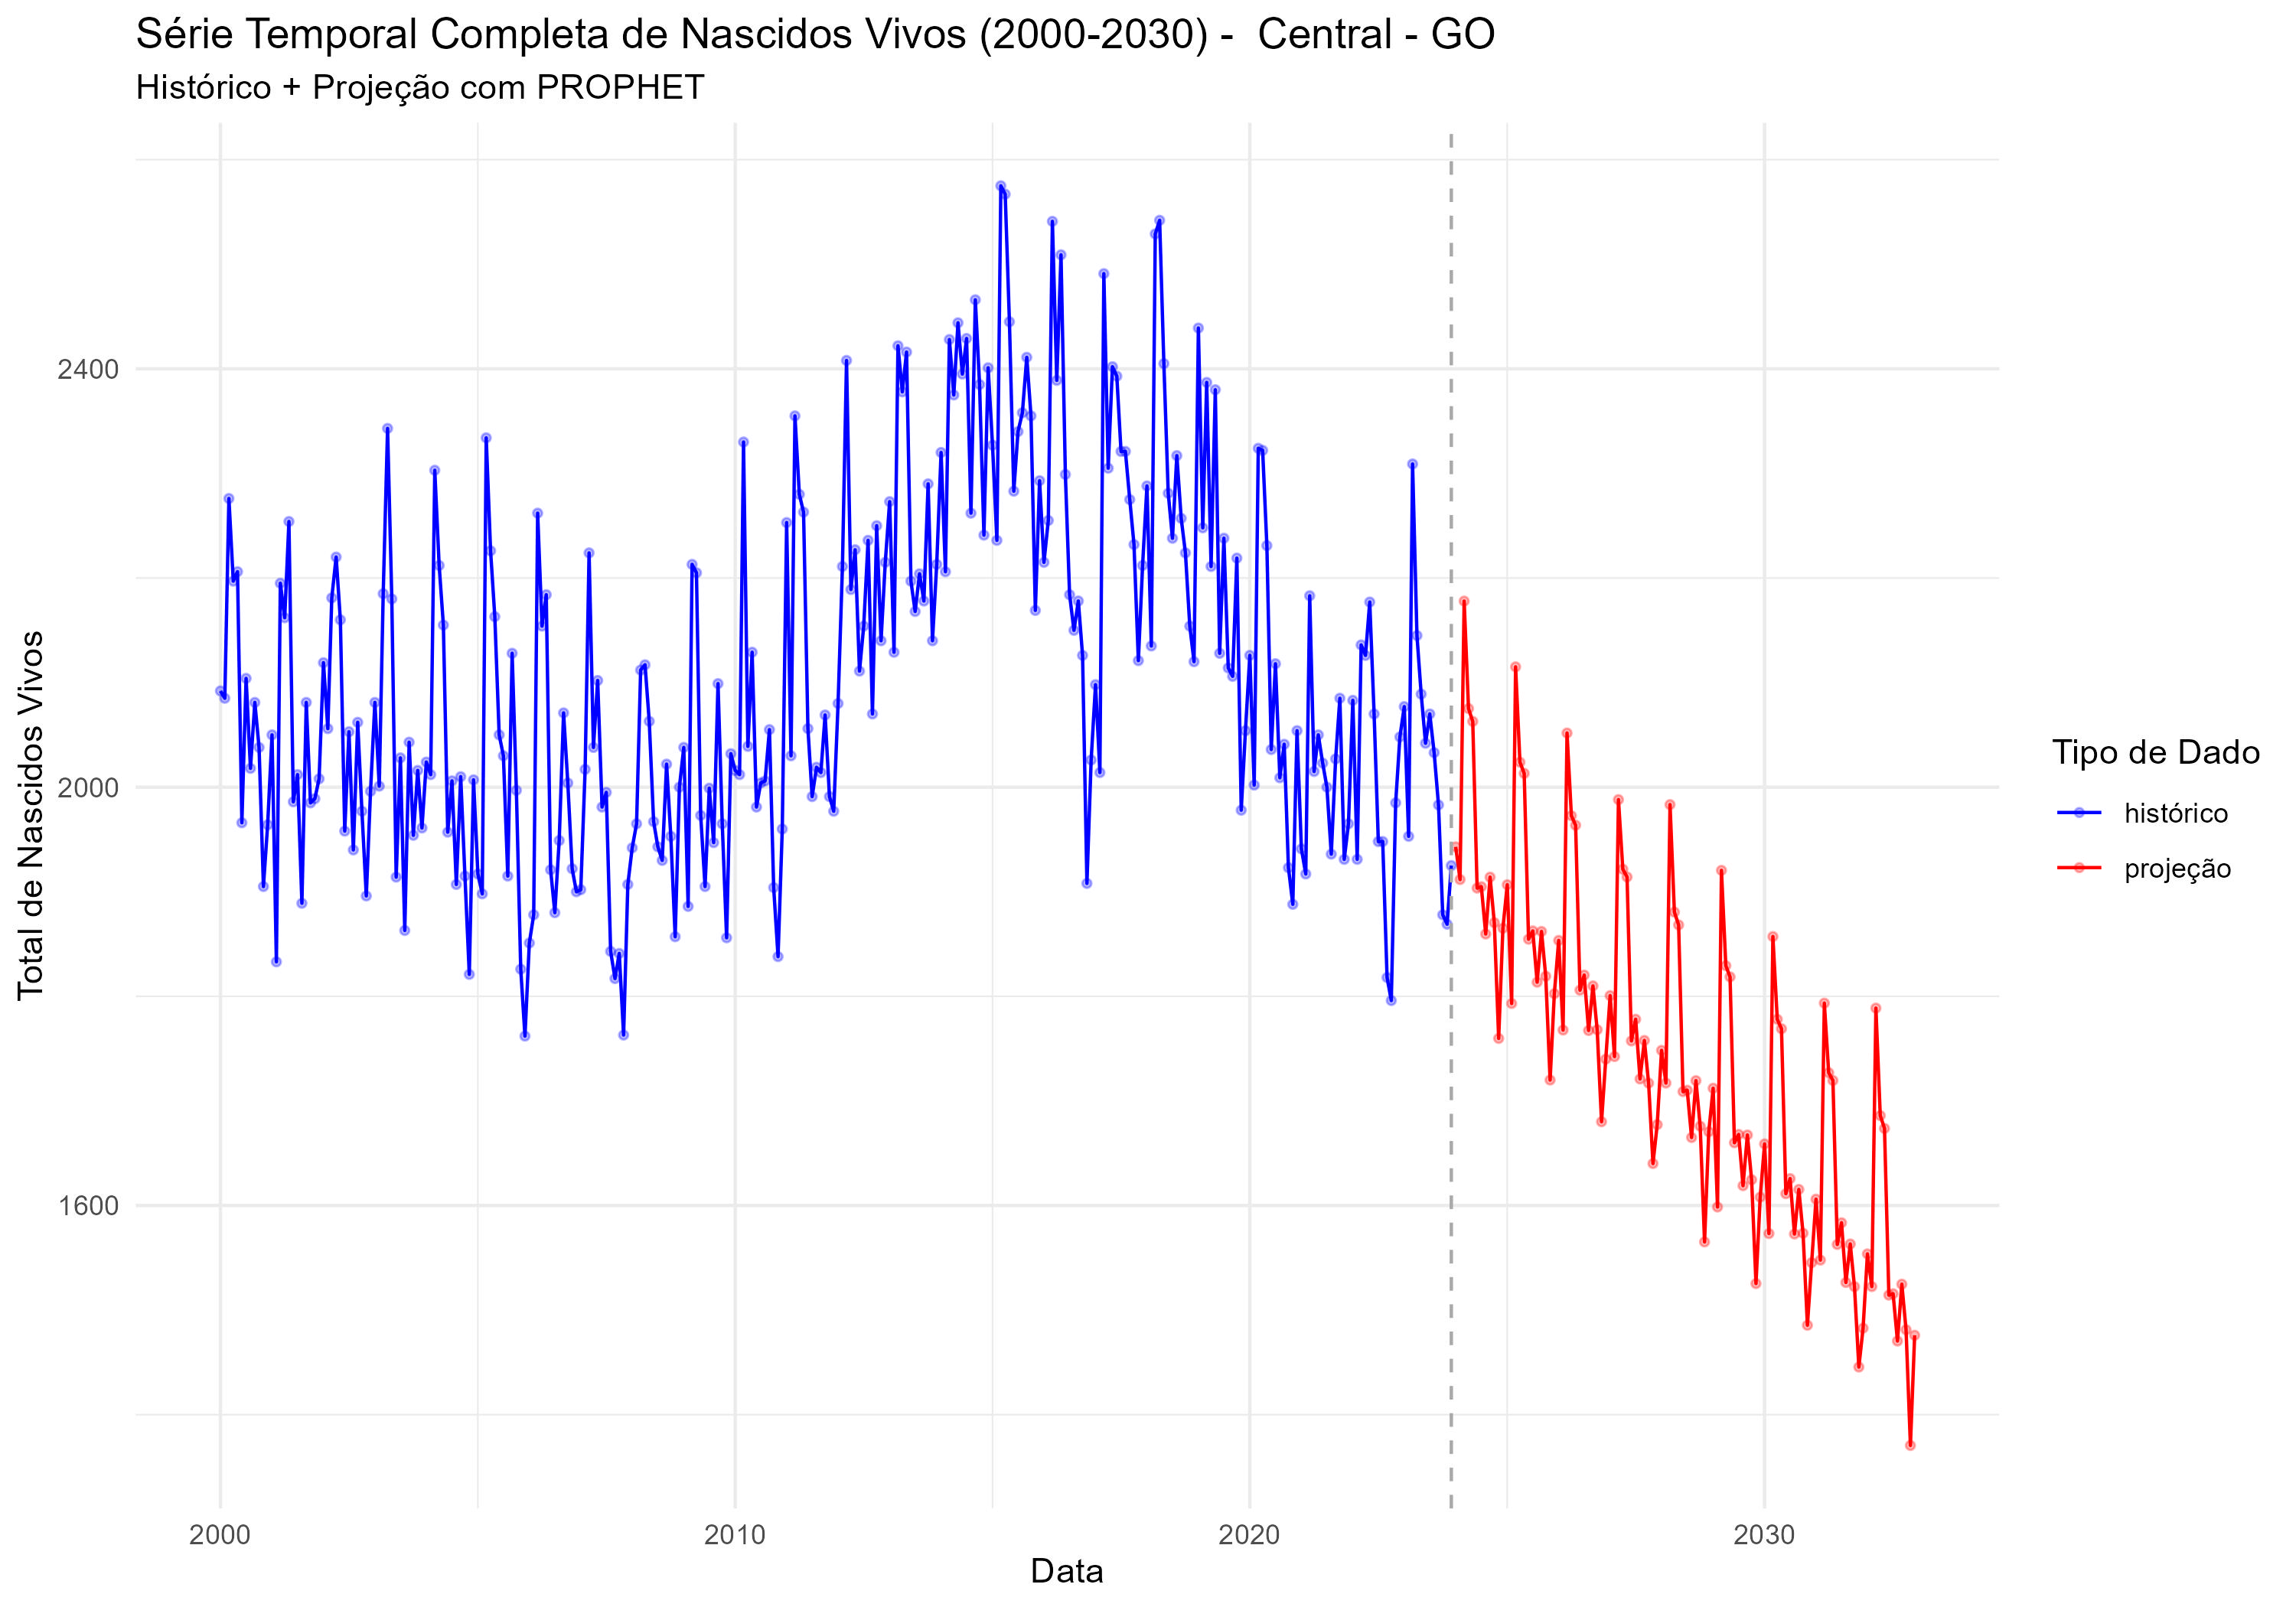 Série Temporal Completa de Nascidos Vivos (2000-2030) -  Central - GO
Histórico + Projeção com PROPHET
Total de Nascidos Vivos
2400
2000
1600
2000
2010
2020
2030
Data
Tipo de Dado
histórico
projeção